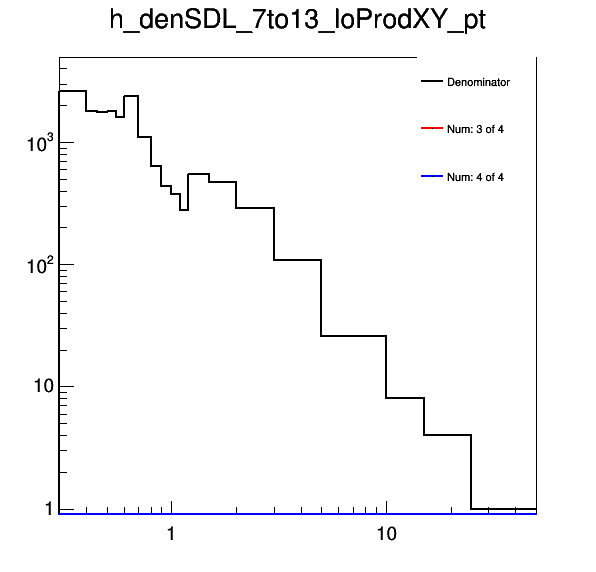 h_denSDL_7to13_loProdXY_pt
Denominator
Num: 3 of 4
Num: 4 of 4
10³
10²
10
1
1
10